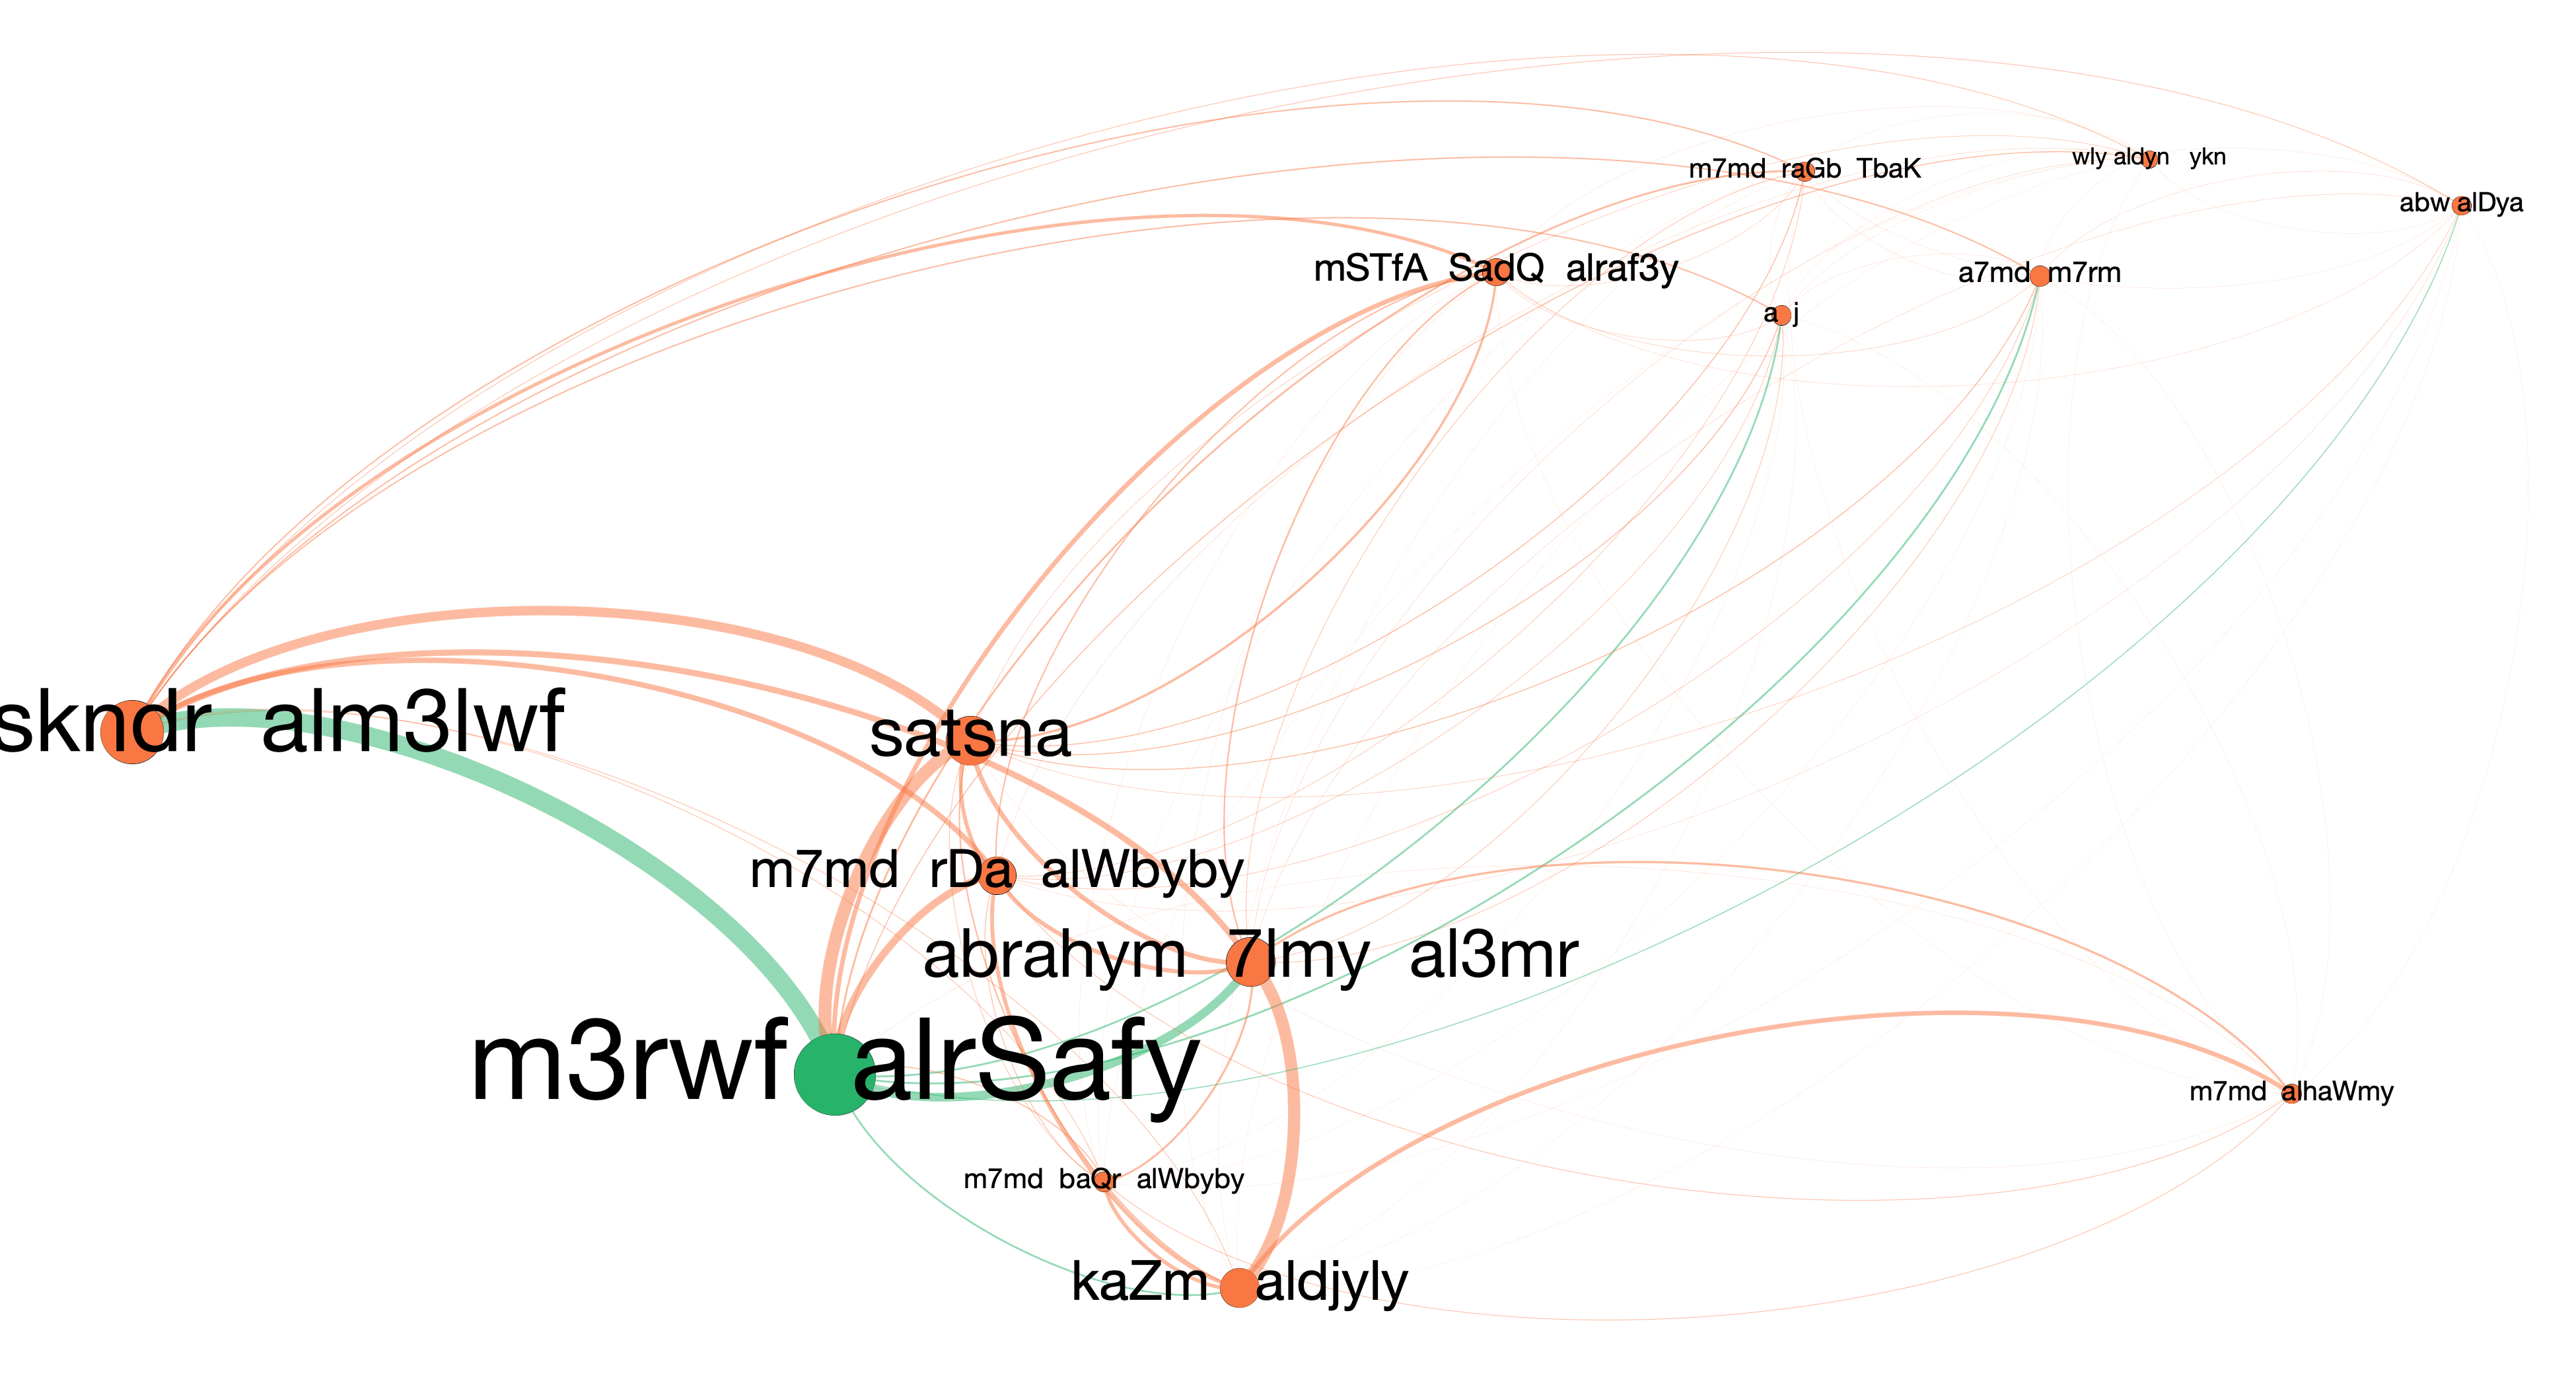 wly aldyn ykn
m7md raGb TbaK
abw alDya
mSTfA SadQ alraf3y
a7md m7rm
a j
skndr alm3lwf
satsna
m7md rDa alWbyby
abrahym 7lmy al3mr
m3rwf alrSafy
m7md alhaWmy
m7md baQr alWbyby
kaZm aldjyly